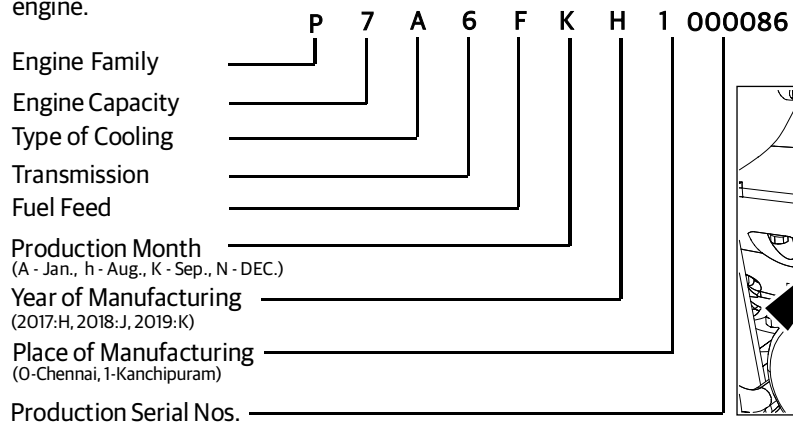 engine.
P 7 A 6 F K H 1 000086
Engine Family
Engine Capacity
Type of Cooling
Transmission
Fuel Feed
Production Month
(A - Jan., h - Aug., K - Sep., N - DEC.)
Year of Manufacturing
(2017:H, 2018:J, 2019:K)
Place of Manufacturing
(0-Chennai, 1-Kanchipuram)
Production Serial Nos.